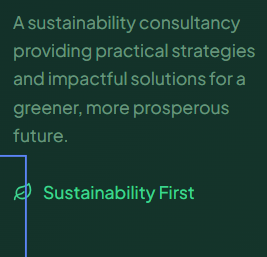 A sustainability consultancy
providing practical strategies
and impactful solutions for a
greener, more prosperous
future.
Sustainability First